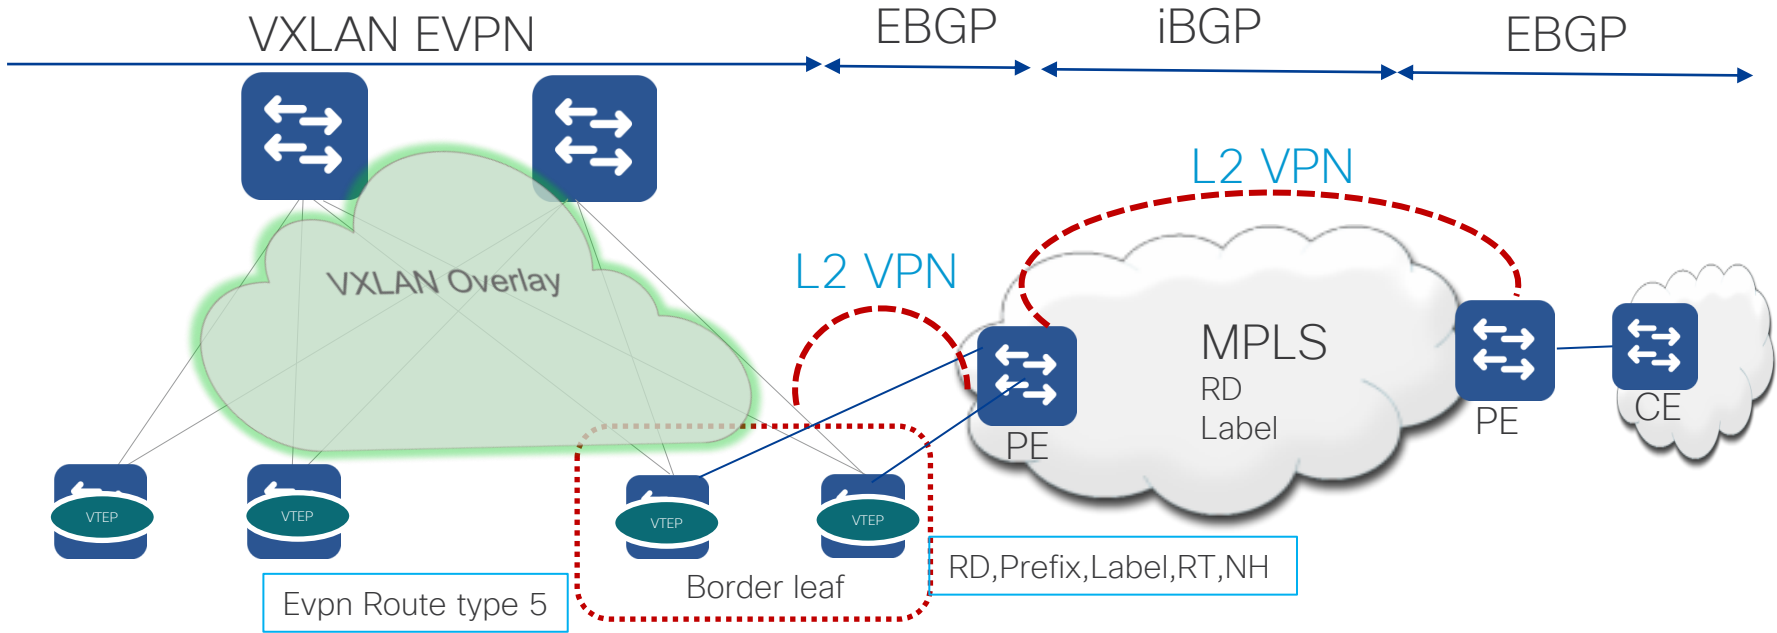 VXLAN EVPN
EBGP
iBGP
EBGP
L2 VPN
L2 VPN
VXLAN Overlay
MPLS
RD
Label
PE
PE
CE
VTEP
VTEP
VTEP
VTEP
Border leaf
RD,Prefix,Label,RT,NH
Evpn Route type 5